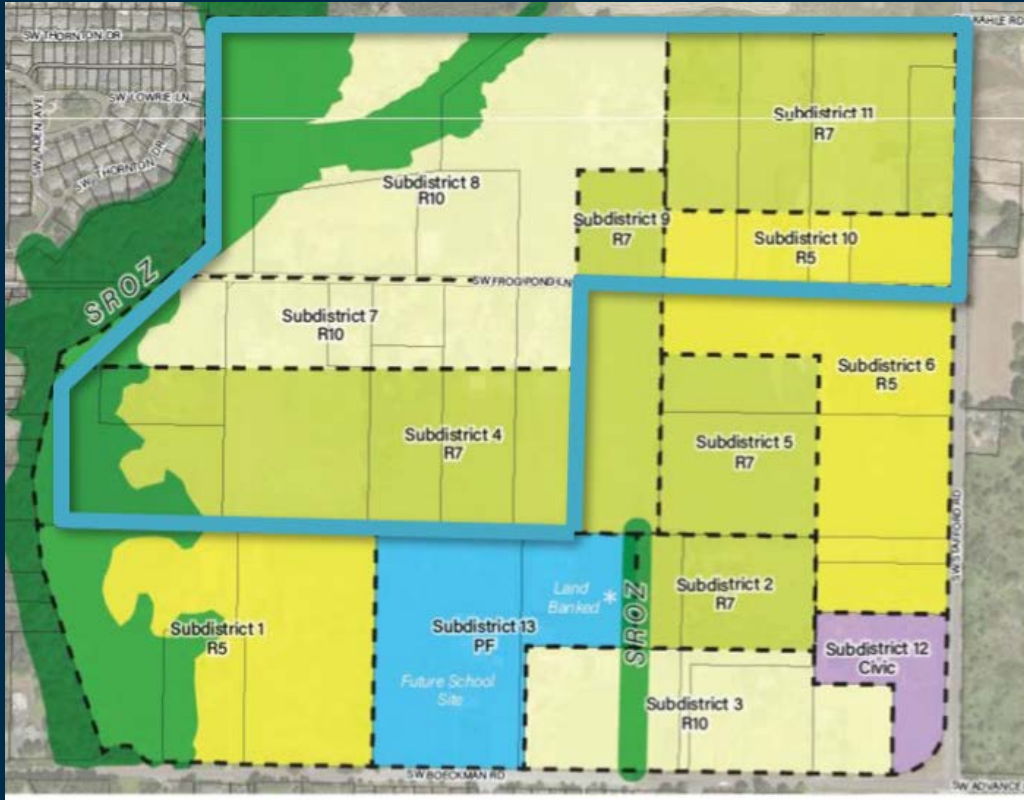 SW THORNTON DR
KAHLE RD
SW LOWRIE LN
SW THORNTON DR
Subdistrict 11
R7
Subdistrict 8
R10
Subdistrict 9
R7
Subdistrict 10
R5
SROZ
SW FROG POND LN
Subdistrict 7
R10
Subdistrict 6
R5
Subdistrict 4
R7
Subdistrict 5
R7
SW STAFFORD RD
Land
Banked *
SROZ
Subdistrict 2
R7
Subdistrict 1
R5
Subdistrict 13
PF
Subdistrict 12
Civic
Future School
Site
Subdistrict 3
R10
SW BOECKMAN RD
SW ADVANCE